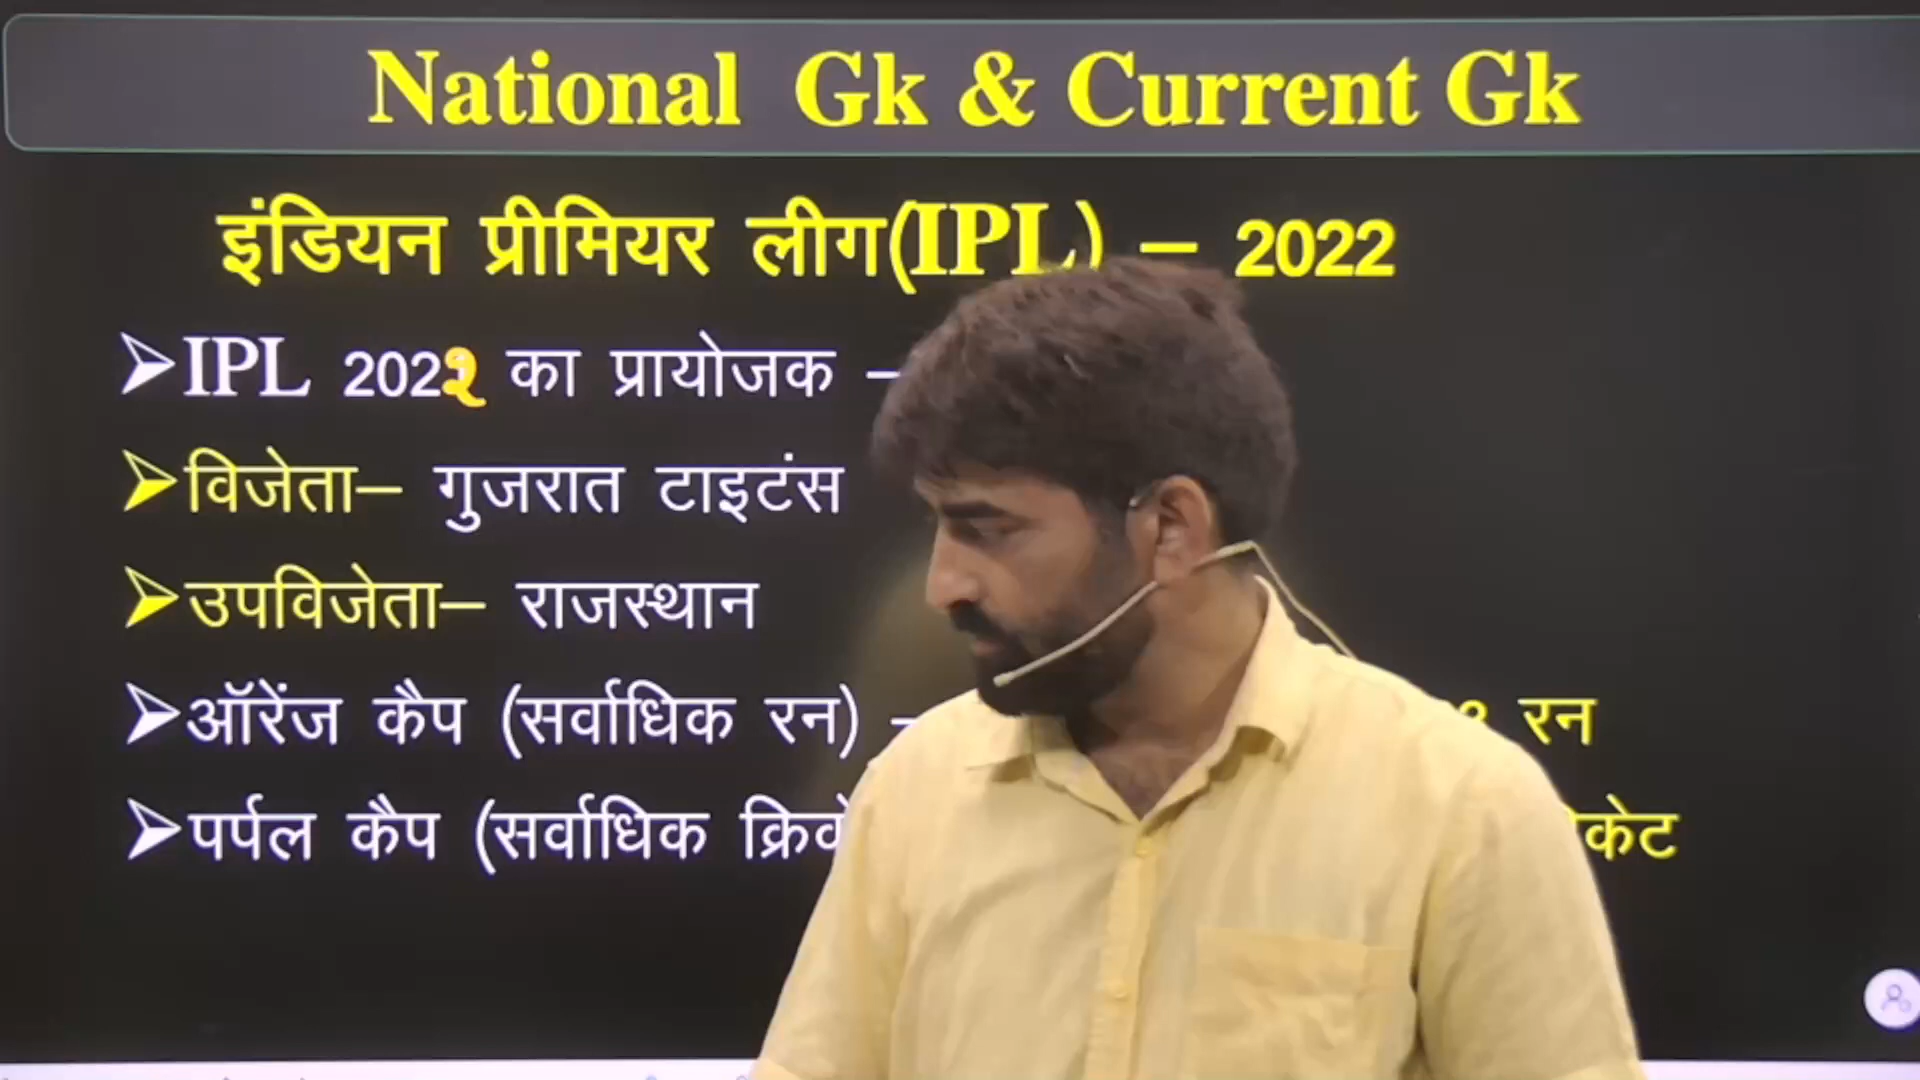 National Gk & Current Gk
इंडियन प्रीमियर लीग(IPL) – 2022
➢IPL 202२ का प्रायोजक –
➢विजेता– गुजरात टाइटंस
➢उपविजेता– राजस्थान
➢ऑरेंज कैप (सर्वाधिक रन) – रन
➢पर्पल कैप (सर्वाधिक